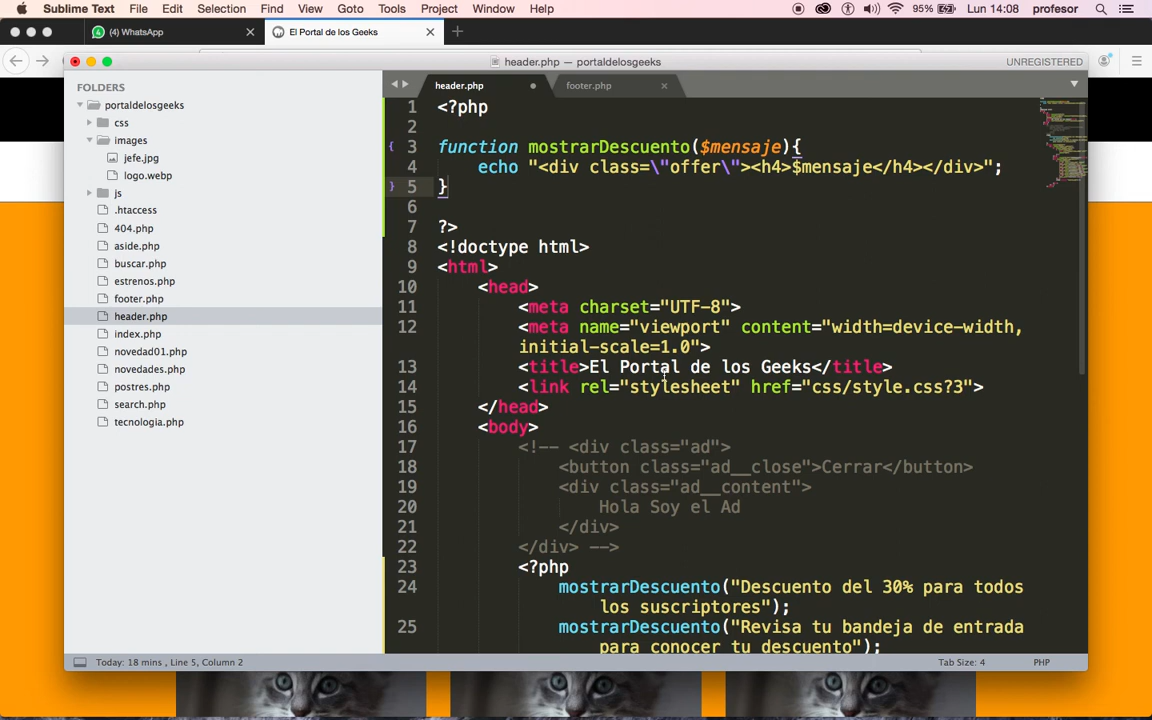 Sublime Text File Edit Selection Find View Goto Tools Project Window Help 95% Lun 14:08 profesor
(4) WhatsApp El Portal de los Geeks
header.php — portaldelosgeeks UNREGISTERED
FOLDERS
portaldelosgeeks
css
images
jefe.jpg
logo.webp
js
.htaccess
404.php
aside.php
buscar.php
estrenos.php
footer.php
header.php
index.php
novedad01.php
novedades.php
postres.php
search.php
tecnologia.php
header.php footer.php
1 <?php
2
3 function mostrarDescuento($mensaje){
4 echo "<div class=\"offer\"><h4>$mensaje</h4></div>";
5 }
6
7 ?>
8 <!doctype html>
9 <html>
10 <head>
11 <meta charset="UTF-8">
12 <meta name="viewport" content="width=device-width,
initial-scale=1.0">
13 <title>El Portal de los Geeks</title>
14 <link rel="stylesheet" href="css/style.css?3">
15 </head>
16 <body>
17 <!-- <div class="ad">
18 <button class="ad__close">Cerrar</button>
19 <div class="ad__content">
20 Hola Soy el Ad
21 </div>
22 </div> -->
23 <?php
24 mostrarDescuento("Descuento del 30% para todos
los suscriptores");
25 mostrarDescuento("Revisa tu bandeja de entrada
para conocer tu descuento");
Today: 18 mins , Line 5, Column 2 Tab Size: 4 PHP